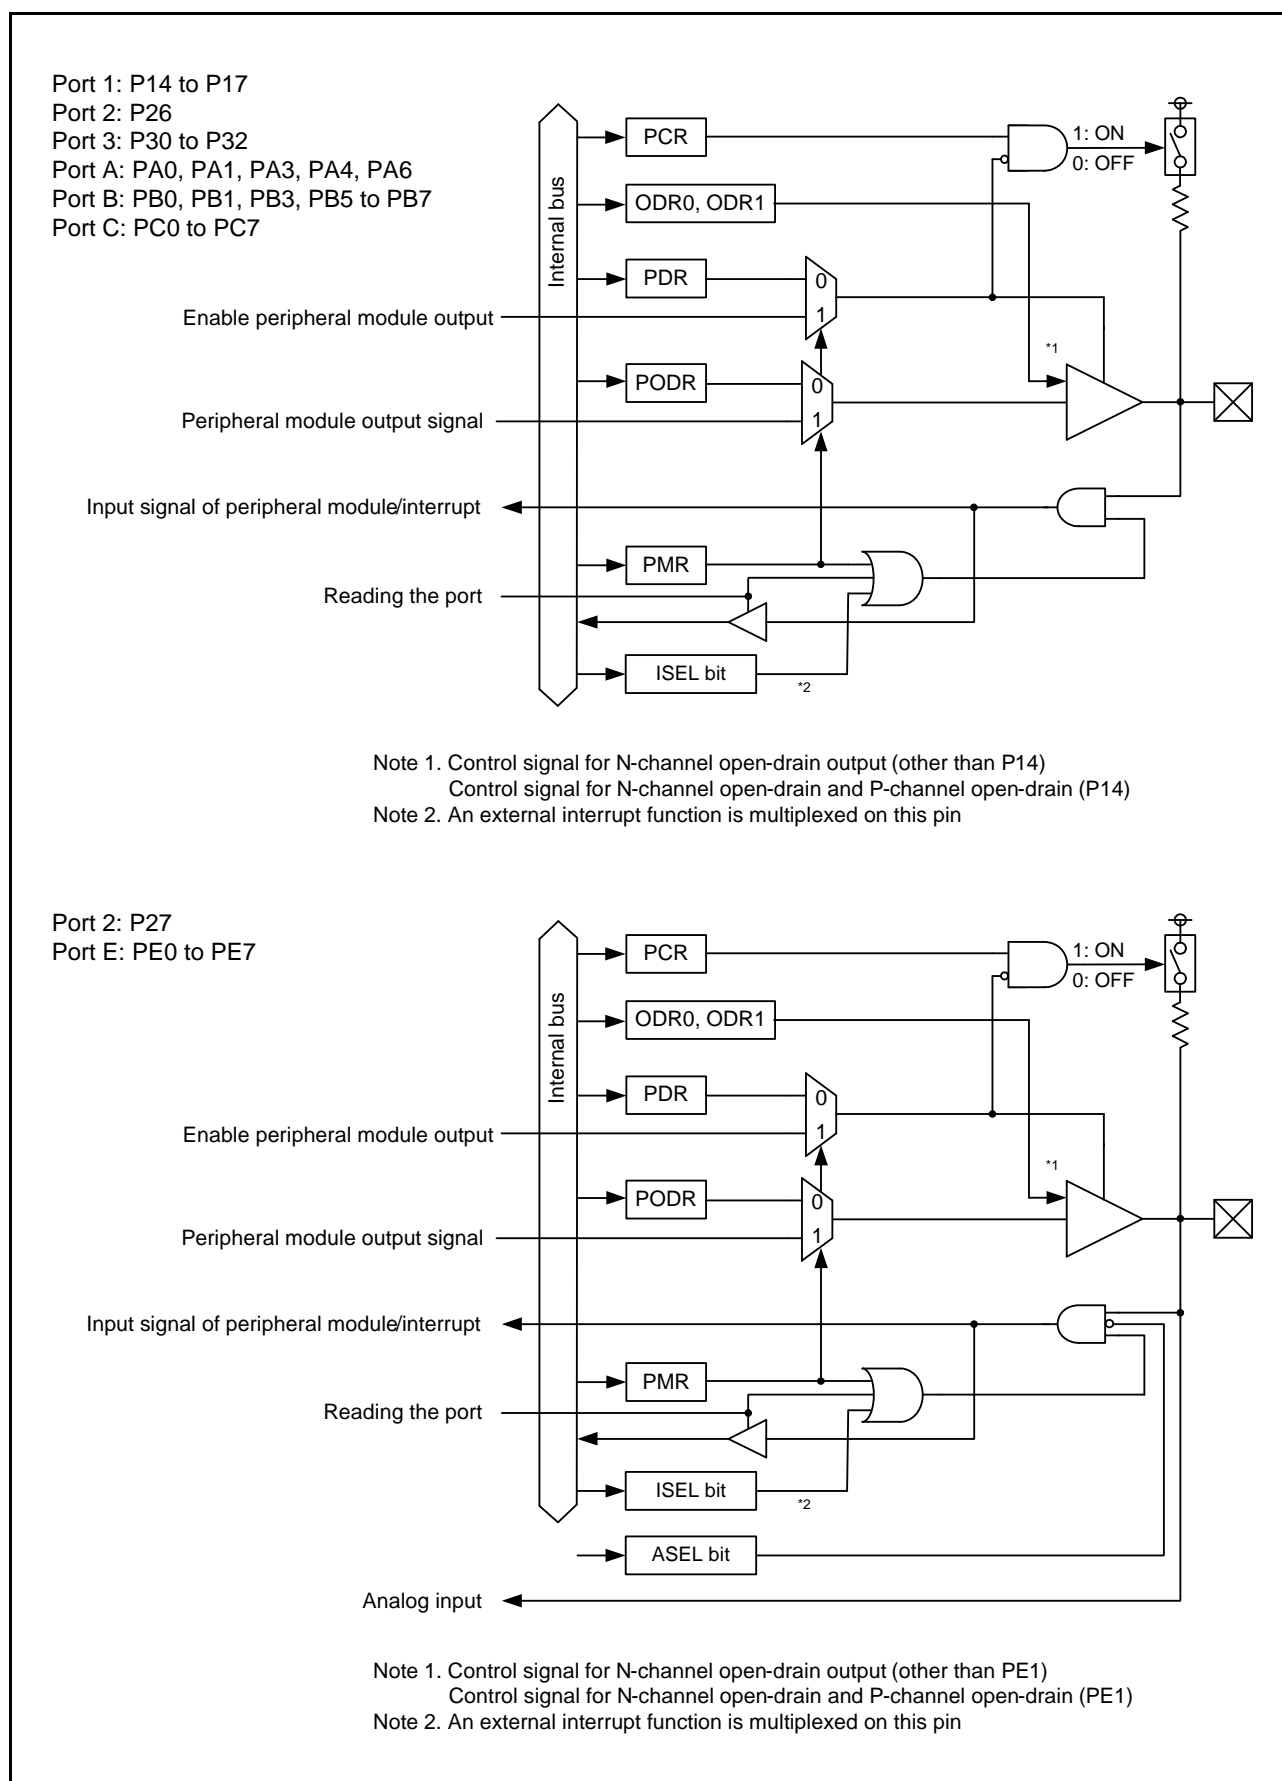 Port 1: P14 to P17
Port 2: P26
Port 3: P30 to P32
Port A: PA0, PA1, PA3, PA4, PA6
Port B: PB0, PB1, PB3, PB5 to PB7
Port C: PC0 to PC7
Internal bus
PCR
1: ON
0: OFF
ODR0, ODR1
PDR
0
Enable peripheral module output
1
*1
PODR
0
Peripheral module output signal
1
Input signal of peripheral module/interrupt
PMR
Reading the port
ISEL bit
*2
Note 1. Control signal for N-channel open-drain output (other than P14)
Control signal for N-channel open-drain and P-channel open-drain (P14)
Note 2. An external interrupt function is multiplexed on this pin
Port 2: P27
Port E: PE0 to PE7
Internal bus
PCR
1: ON
0: OFF
ODR0, ODR1
PDR
0
Enable peripheral module output
1
*1
PODR
0
Peripheral module output signal
1
Input signal of peripheral module/interrupt
PMR
Reading the port
ISEL bit
*2
ASEL bit
Analog input
Note 1. Control signal for N-channel open-drain output (other than PE1)
Control signal for N-channel open-drain and P-channel open-drain (PE1)
Note 2. An external interrupt function is multiplexed on this pin